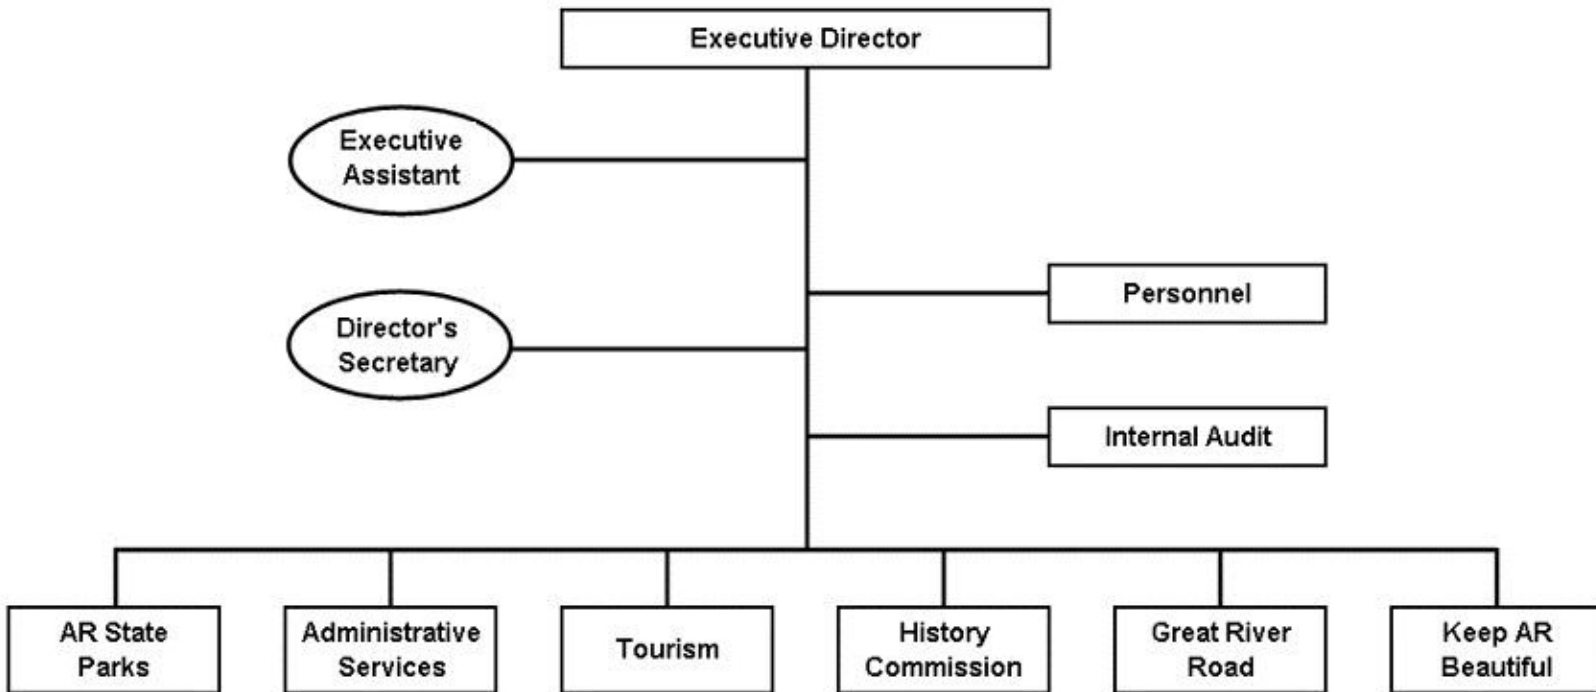 Executive Director
Executive
Assistant
Personnel
Director's
Secretary
Internal Audit
AR State
Parks
Administrative
Services
Tourism
History
Commission
Great River
Road
Keep AR
Beautiful